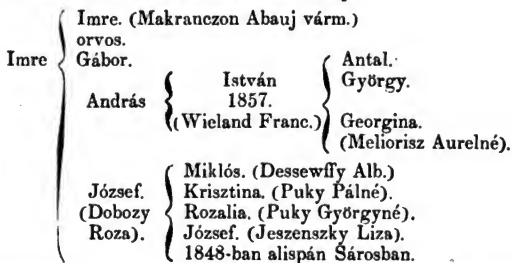 Imre. (Makranczon Abauj várm.)
orvos.
Imre Gábor. Antal.
István György.
András 1857.
(Wieland Franc.) Georgina.
(Meliorisz Aurelné).
Miklós. (Dessewffy Alb.)
József. Krisztina. (Puky Pálné).
(Dobozy Rozalia. (Puky Györgyné).
Roza). József. (Jeszenszky Liza).
1848-ban alispán Sárosban.